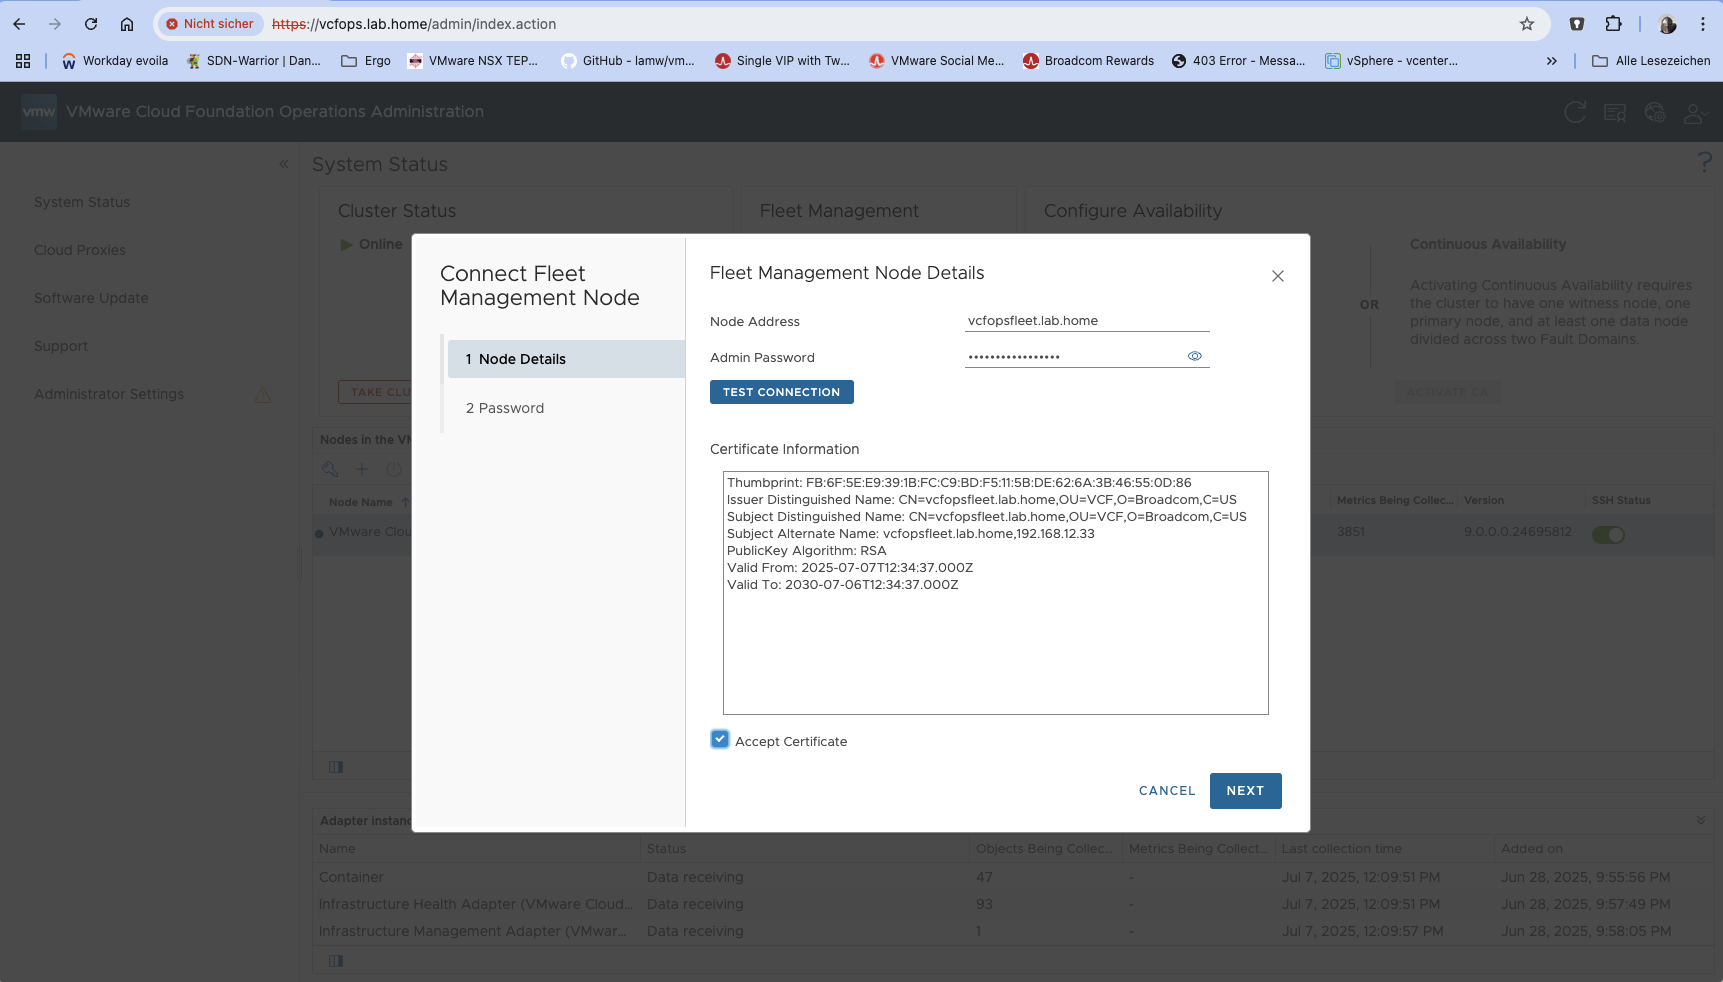 Nicht sicher https://vcfops.lab.home/admin/index.action
Workday evoila
SDN-Warrior | Dan...
Ergo
VMware NSX TEP...
GitHub - lamw/vm...
Single VIP with Tw...
VMware Social Me...
Broadcom Rewards
403 Error - Messa...
vSphere - vcenter...
»
Alle Lesezeichen
vmw VMware Cloud Foundation Operations Administration
«
System Status
?
System Status
Cloud Proxies
Software Update
Support
Administrator Settings
Cluster Status
Online
TAKE CLU
Fleet Management
Configure Availability
OR
Continuous Availability
Activating Continuous Availability requires
the cluster to have one witness node, one
primary node, and at least one data node
divided across two Fault Domains.
ACTIVATE CA
Connect Fleet
Management Node
1 Node Details
2 Password
Fleet Management Node Details
Node Address vcfopsfleet.lab.home
Admin Password •••••••••••••••••
TEST CONNECTION
Certificate Information
Thumbprint: FB:6F:5E:E9:39:1B:FC:C9:BD:F5:11:5B:DE:62:6A:3B:46:55:0D:86
Issuer Distinguished Name: CN=vcfopsfleet.lab.home,OU=VCF,O=Broadcom,C=US
Subject Distinguished Name: CN=vcfopsfleet.lab.home,OU=VCF,O=Broadcom,C=US
Subject Alternate Name: vcfopsfleet.lab.home,192.168.12.33
PublicKey Algorithm: RSA
Valid From: 2025-07-07T12:34:37.000Z
Valid To: 2030-07-06T12:34:37.000Z
Accept Certificate
CANCEL
NEXT
Nodes in the VM
Node Name
Metrics Being Collec...
Version
SSH Status
VMware Clou
3851
9.0.0.0.24695812
Adapter instanc
Name
Status
Objects Being Collec...
Metrics Being Collect...
Last collection time
Added on
Container
Data receiving
47
-
Jul 7, 2025, 12:09:51 PM
Jun 28, 2025, 9:55:56 PM
Infrastructure Health Adapter (VMware Cloud...
Data receiving
93
-
Jul 7, 2025, 12:09:51 PM
Jun 28, 2025, 9:57:49 PM
Infrastructure Management Adapter (VMwar...
Data receiving
1
-
Jul 7, 2025, 12:09:57 PM
Jun 28, 2025, 9:58:05 PM